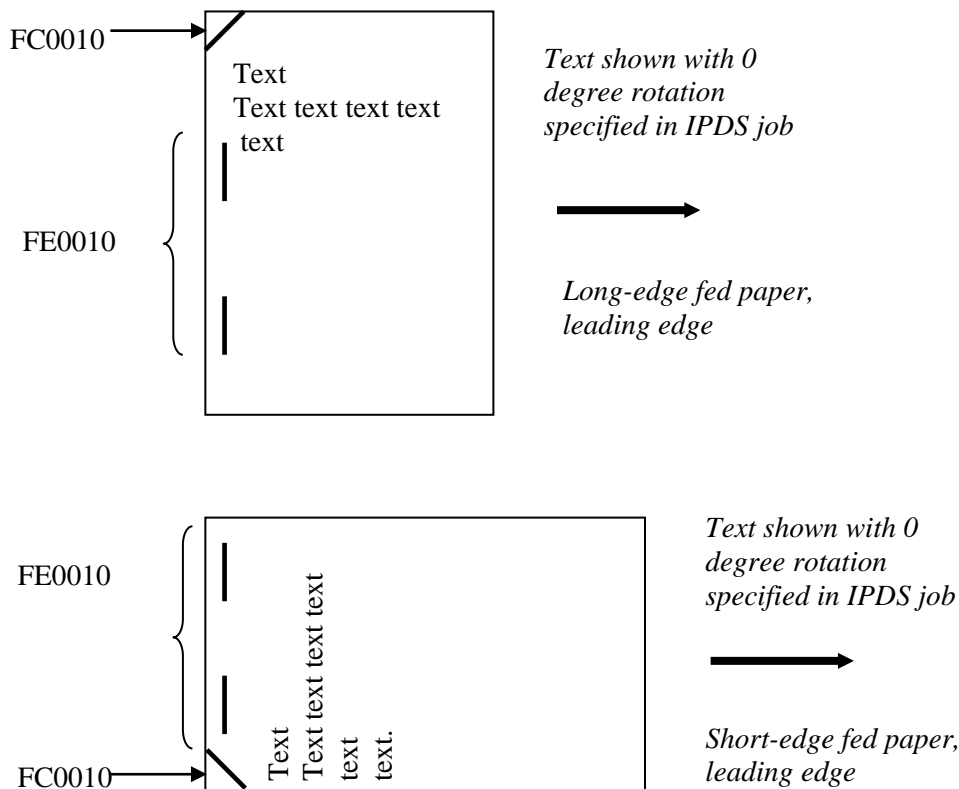 FC0010
Text
Text text text text
text
FE0010
Text shown with 0
degree rotation
specified in IPDS job
Long-edge fed paper,
leading edge
FE0010
FC0010
Text
Text text text text
text
text.
Text shown with 0
degree rotation
specified in IPDS job
Short-edge fed paper,
leading edge